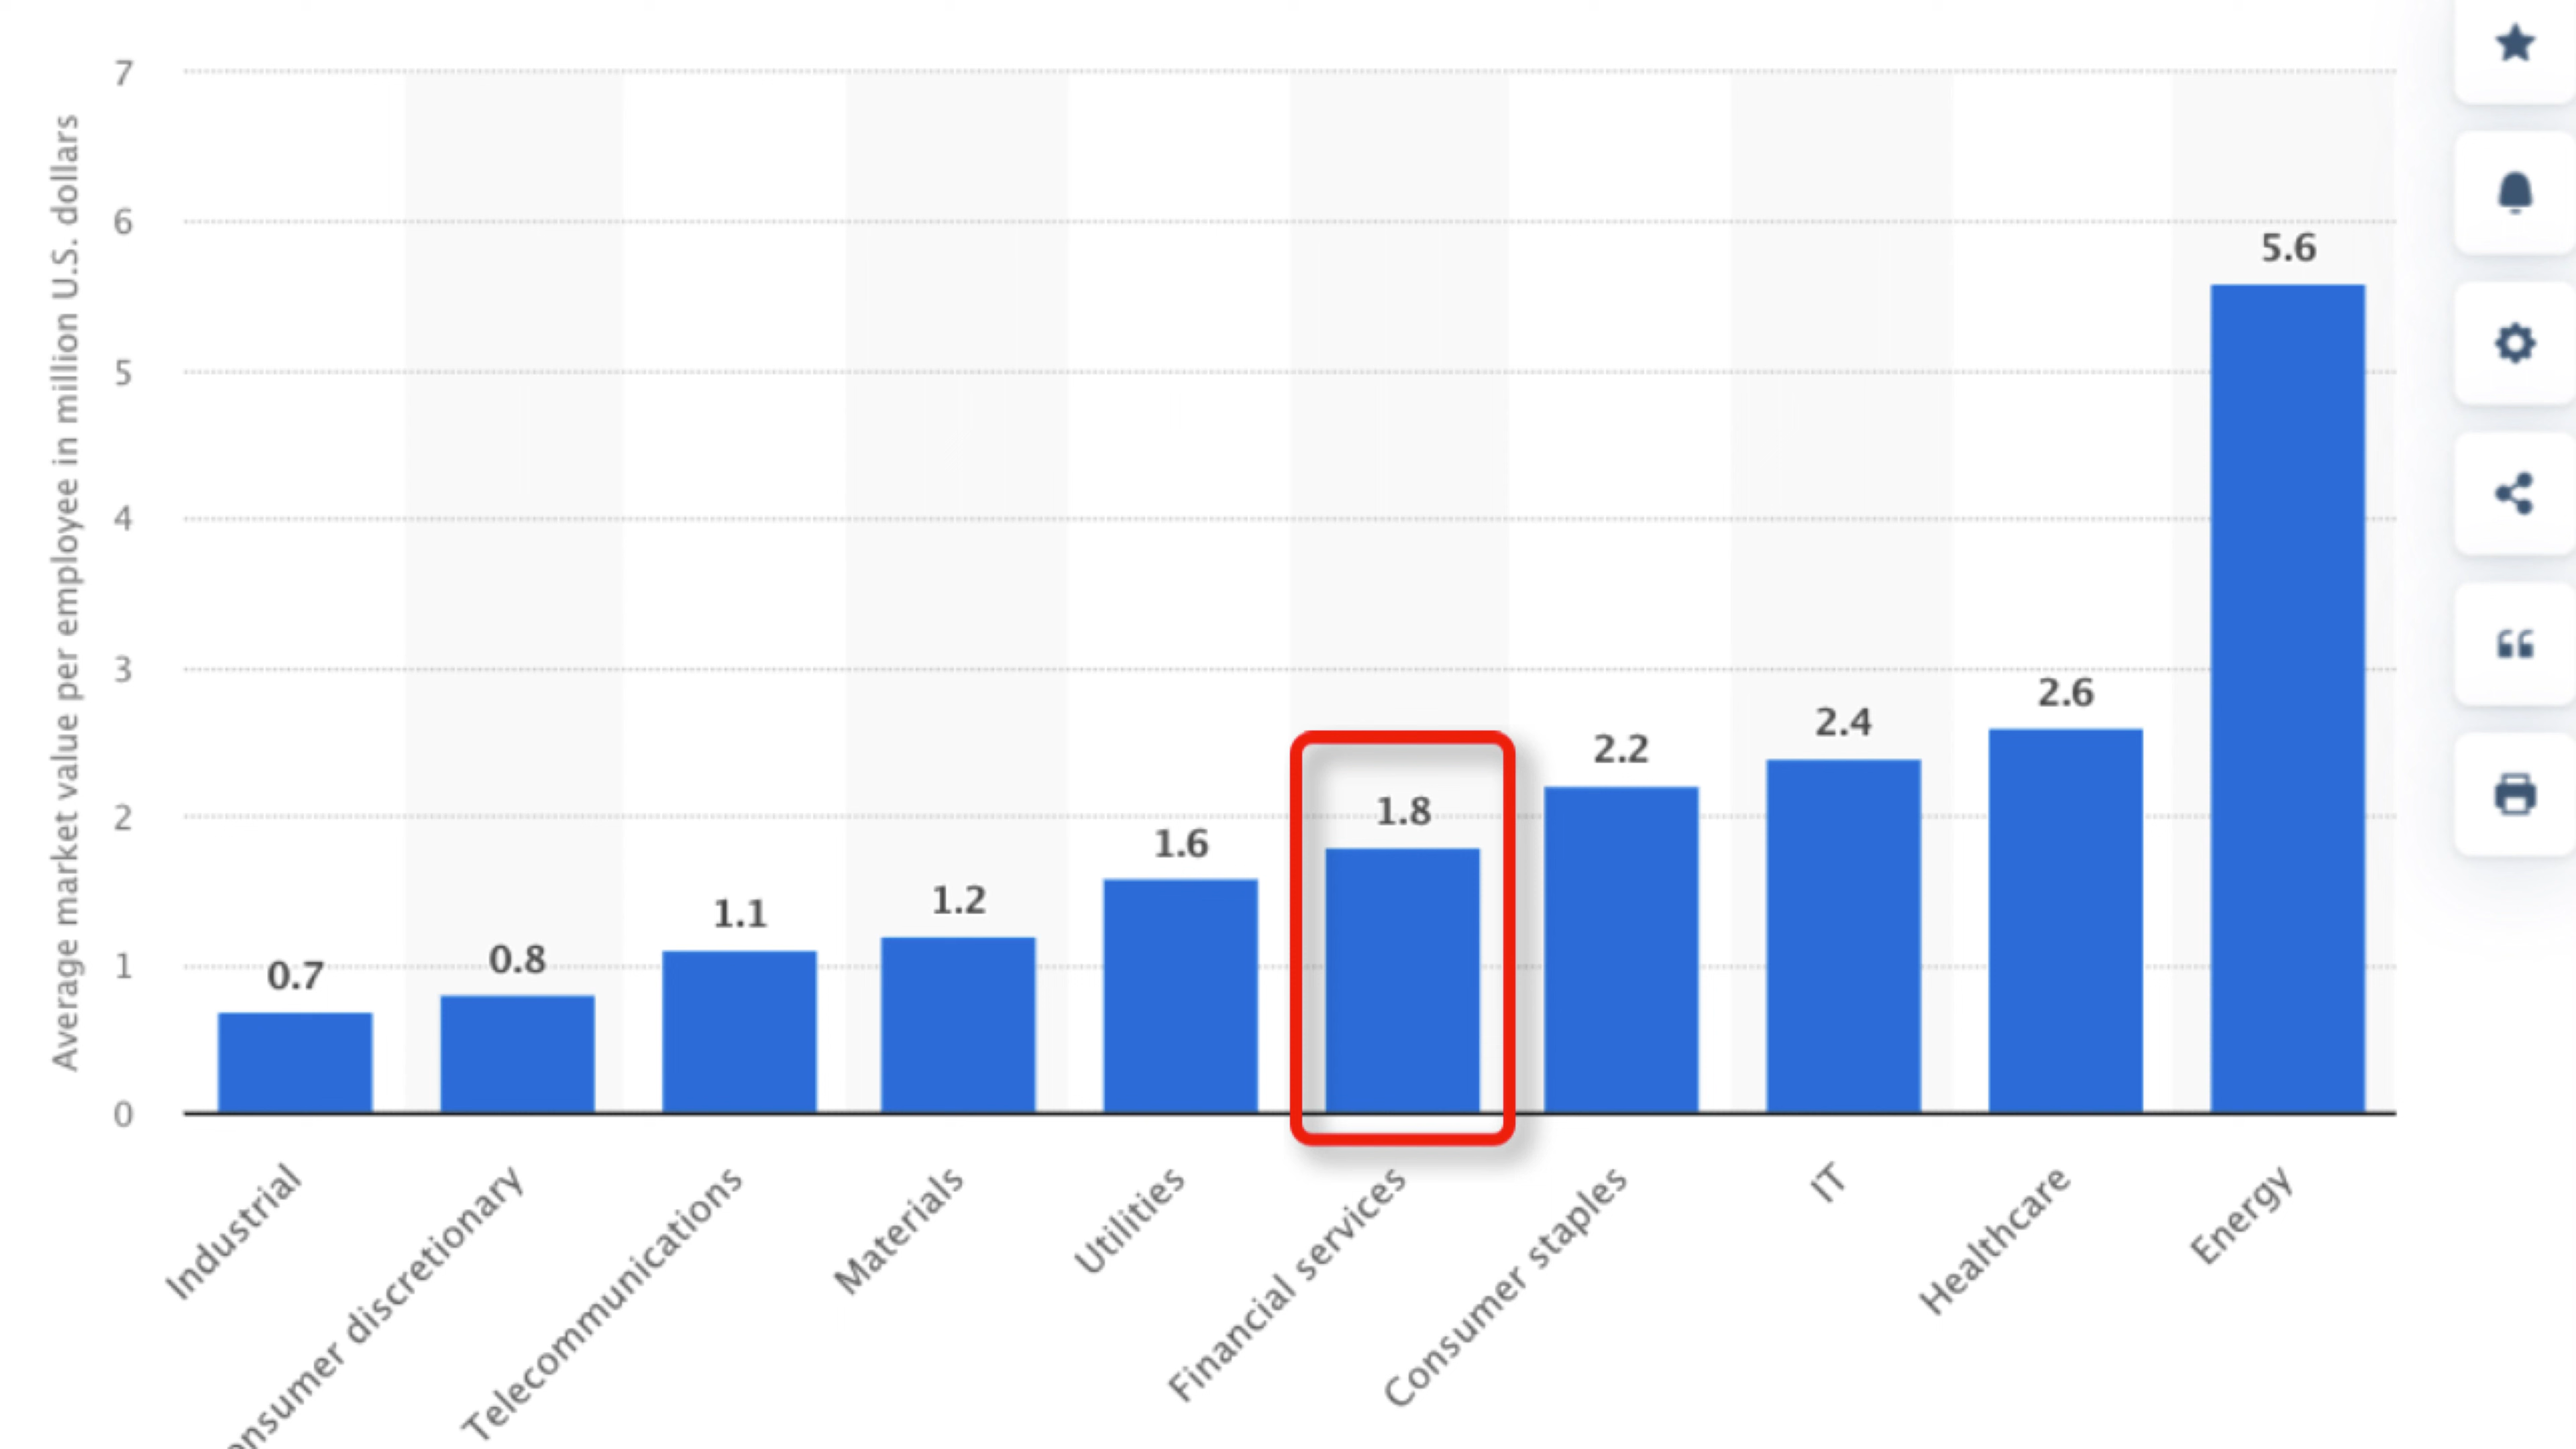 Average market value per employee in million U.S. dollars
7
6
5
4
3
2
1
0
0.7
0.8
1.1
1.2
1.6
1.8
2.2
2.4
2.6
5.6
Industrial
onsumer discretionary
Telecommunications
Materials
Utilities
Financial services
Consumer staples
IT
Healthcare
Energy